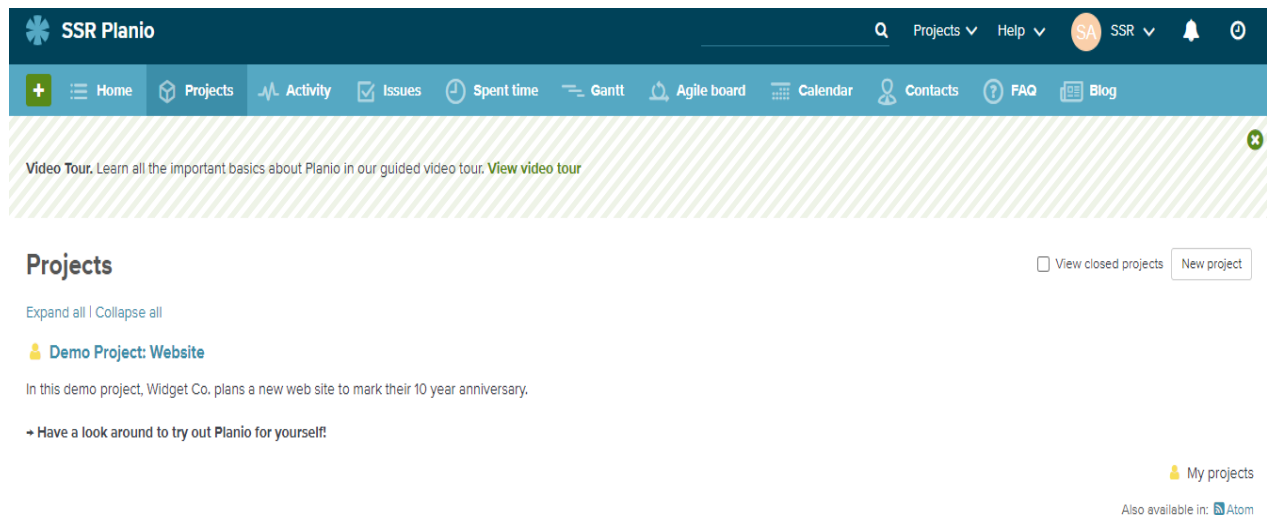 SSR Planio
Projects Help SA SSR
+ Home Projects Activity Issues Spent time Gantt Agile board Calendar Contacts ? FAQ Blog
Video Tour. Learn all the important basics about Planio in our guided video tour. View video tour
Projects
View closed projects New project
Expand all | Collapse all
Demo Project: Website
In this demo project, Widget Co. plans a new web site to mark their 10 year anniversary.
→ Have a look around to try out Planio for yourself!
My projects
Also available in: Atom